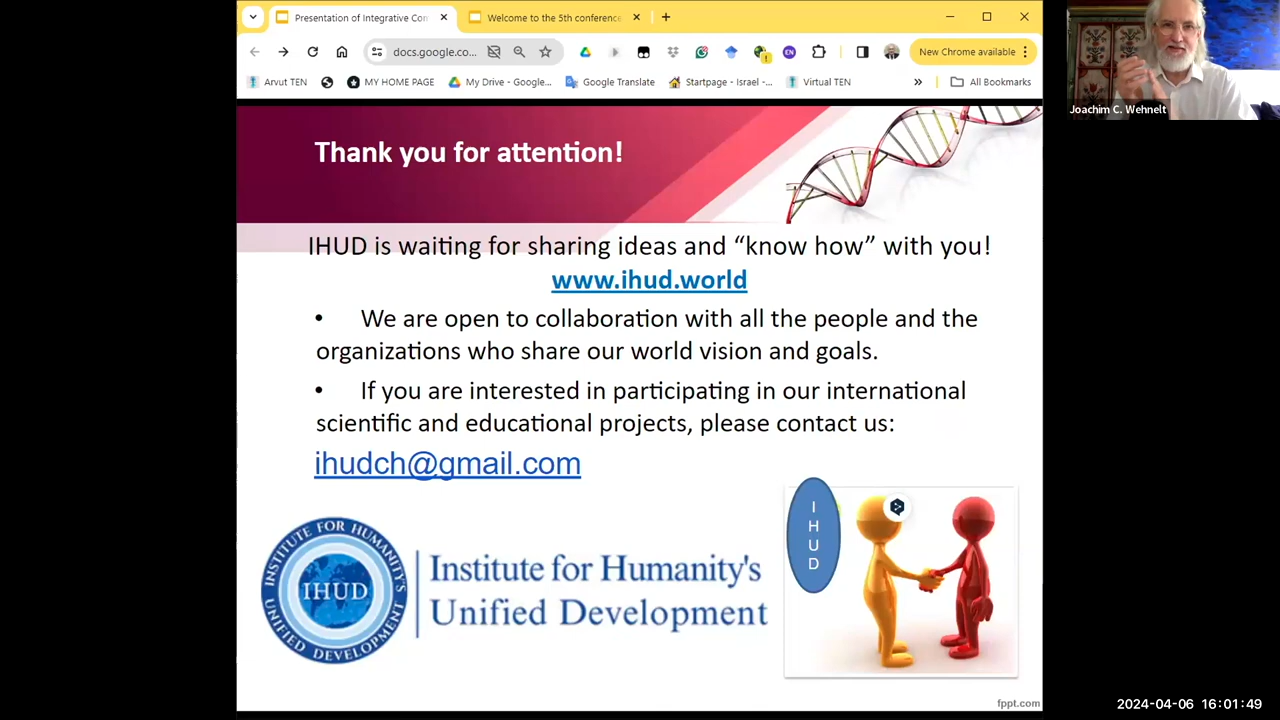 Presentation of Integrative Con
Welcome to the 5th conference
docs.google.co...
EN
New Chrome available
Arvut TEN
MY HOME PAGE
My Drive - Google...
Google Translate
Startpage - Israel -...
Virtual TEN
»
All Bookmarks
Joachim C. Wehnelt
Thank you for attention!
IHUD is waiting for sharing ideas and “know how” with you!
www.ihud.world
• We are open to collaboration with all the people and the
organizations who share our world vision and goals.
• If you are interested in participating in our international
scientific and educational projects, please contact us:
ihudch@gmail.com
INSTITUTE FOR HUMANITY'S
UNIFIED DEVELOPMENT
IHUD
Institute for Humanity's
Unified Development
I
H
U
D
fppt.com
2024-04-06 16:01:49